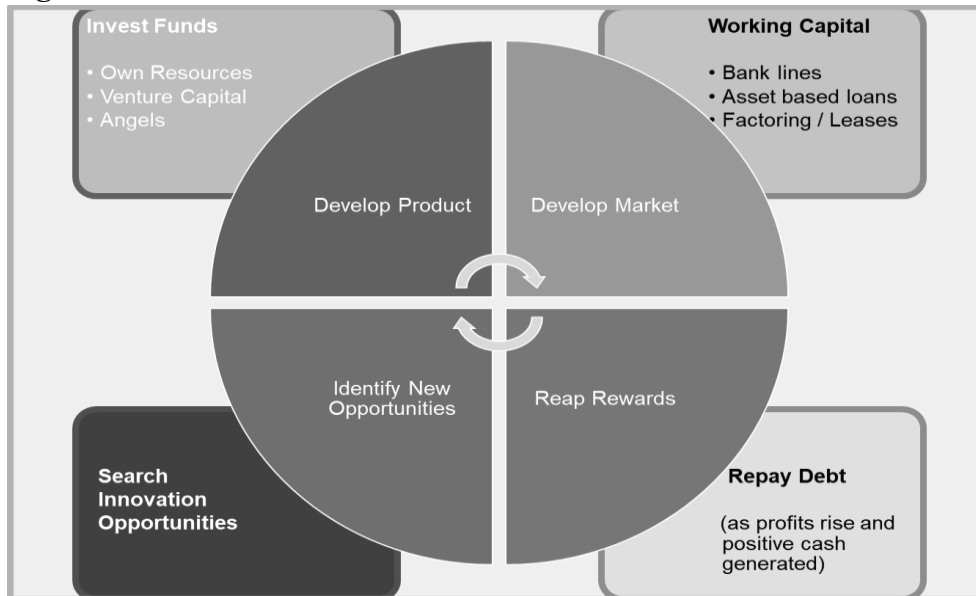 Invest Funds
• Own Resources
• Venture Capital
• Angels
Working Capital
• Bank lines
• Asset based loans
• Factoring / Leases
Develop Product
Develop Market
Identify New
Opportunities
Reap Rewards
Search
Innovation
Opportunities
Repay Debt
(as profits rise and
positive cash
generated)